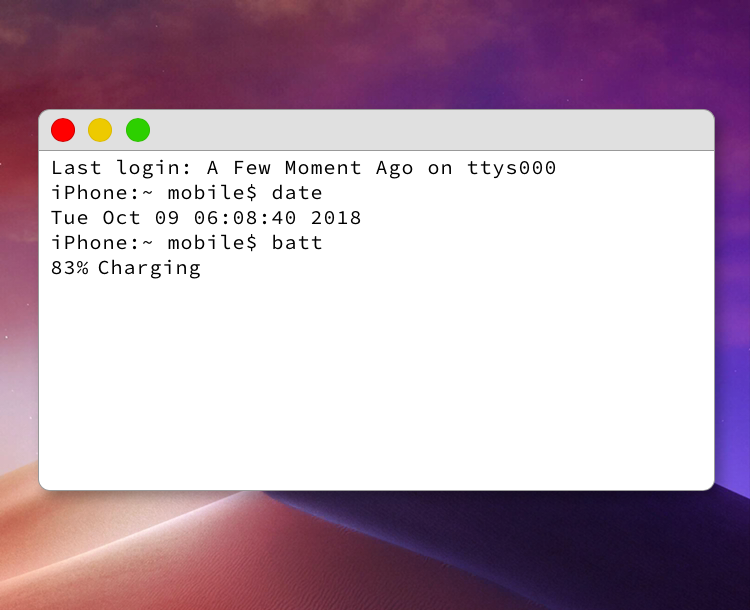 Last login: A Few Moment Ago on ttys000
iPhone:~ mobile$ date
Tue Oct 09 06:08:40 2018
iPhone:~ mobile$ batt
83% Charging